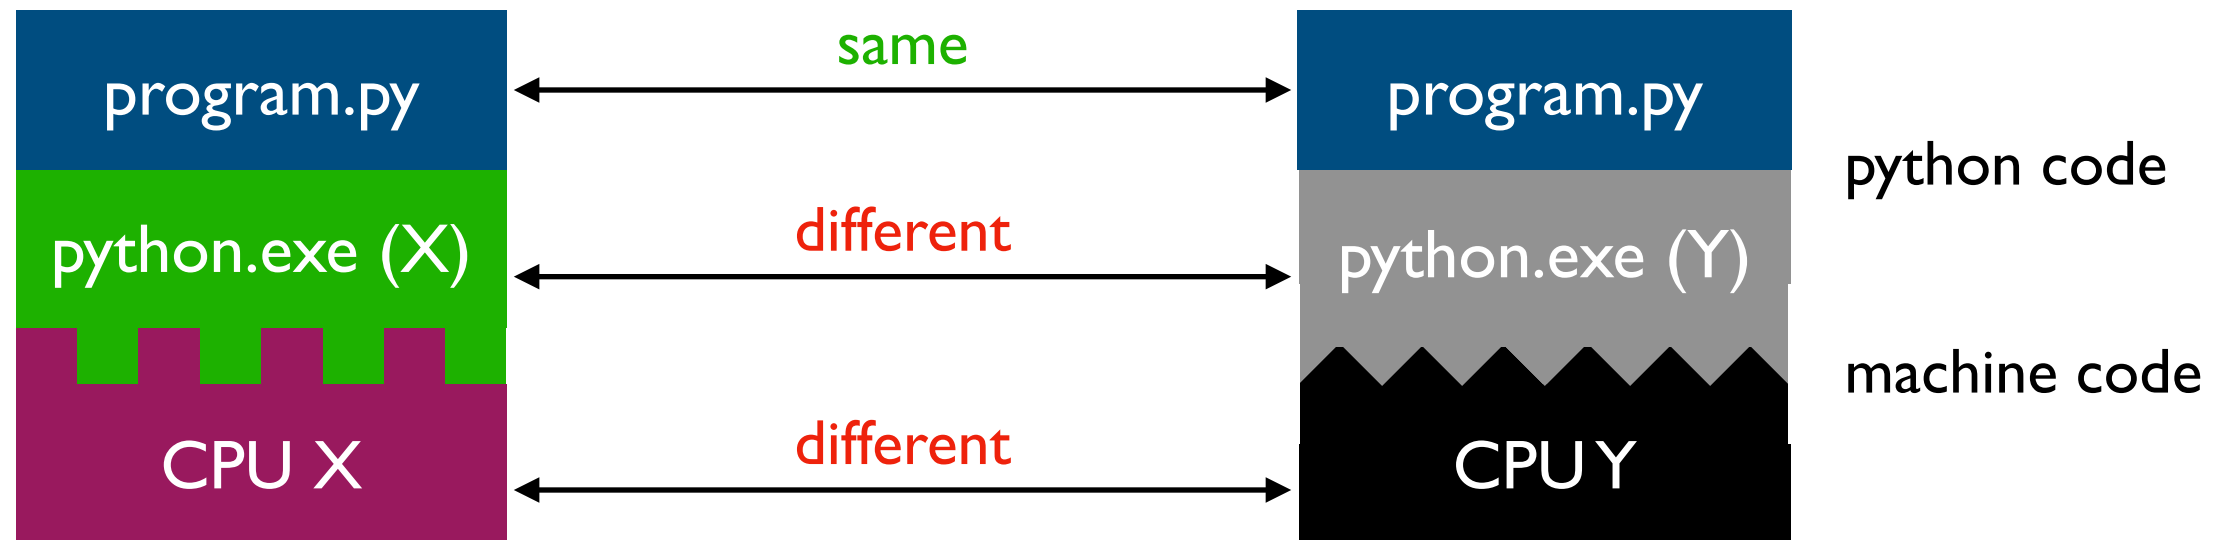 same
program.py
program.py
python code
different
python.exe (X)
python.exe (Y)
machine code
different
CPU X
CPU Y